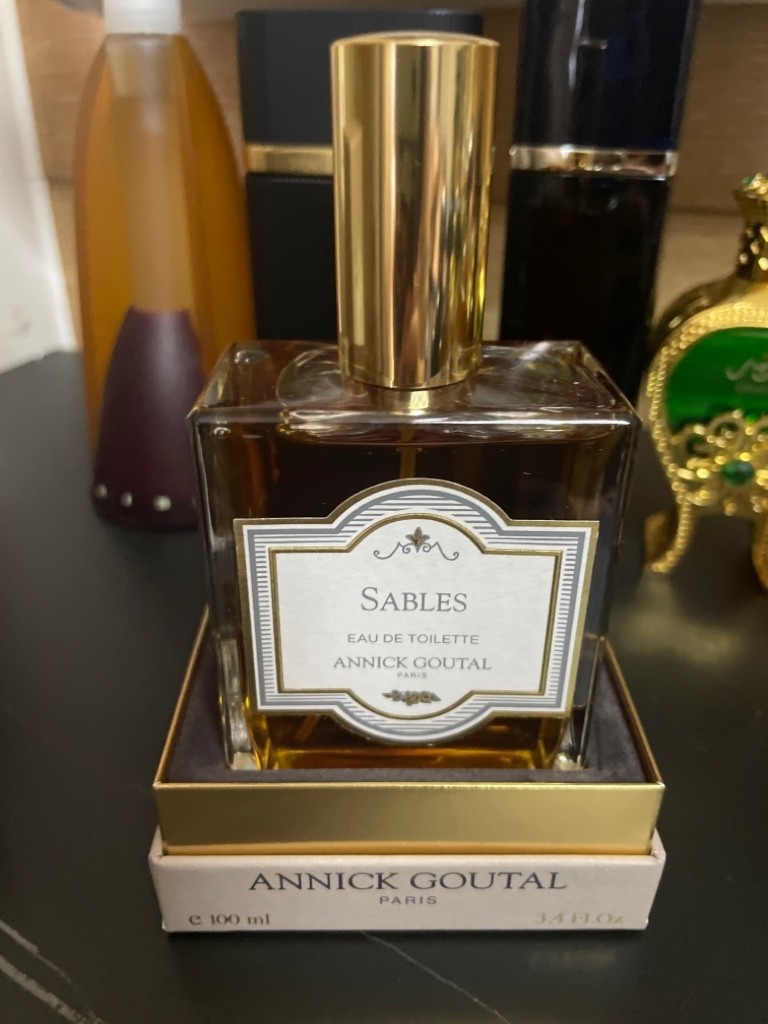 SABLES
EAU DE TOILETTE
ANNICK GOUTAL
PARIS
ANNICK GOUTAL
PARIS
e 100 ml
3.4 Fl.Oz